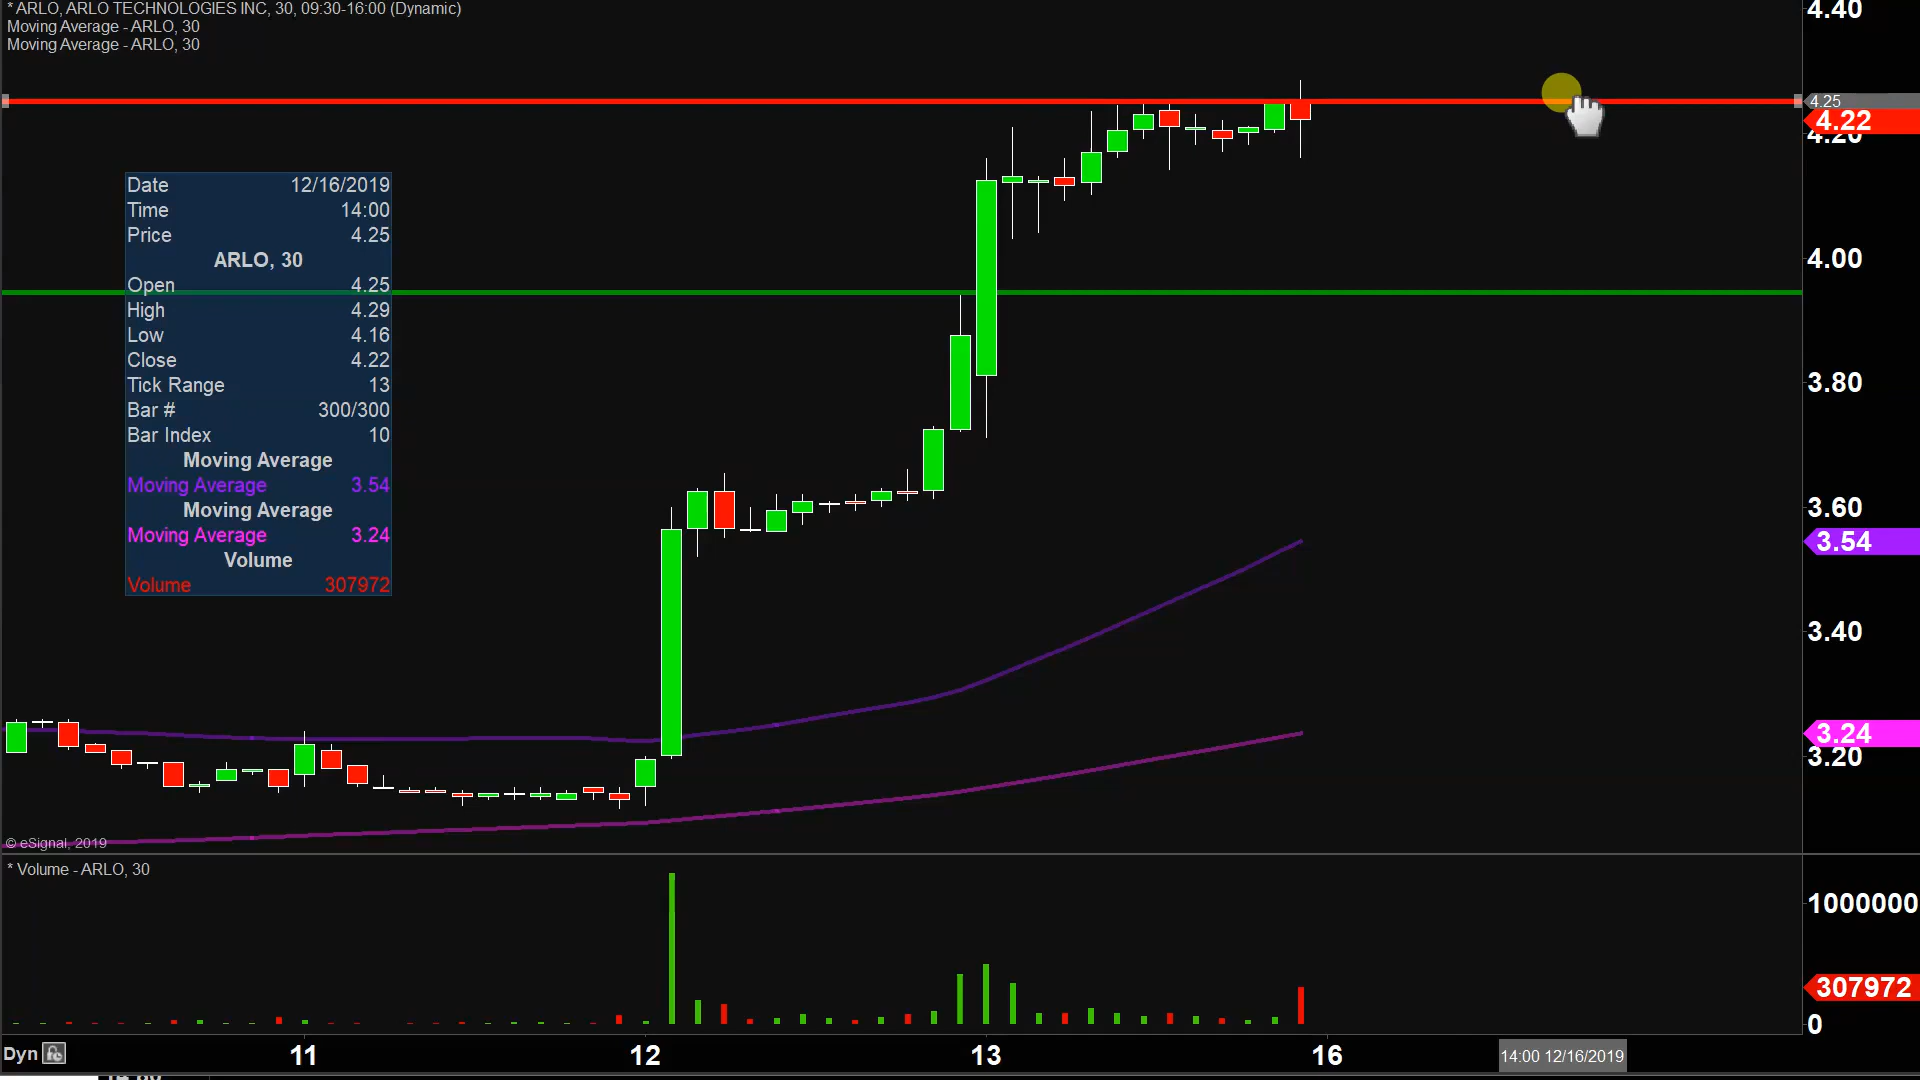 * ARLO, ARLO TECHNOLOGIES INC, 30, 09:30-16:00 (Dynamic)
Moving Average - ARLO, 30
Moving Average - ARLO, 30
4.40
4.25
4.22
4.20
4.00
3.80
3.60
3.54
3.40
3.24
3.20
Date 12/16/2019
Time 14:00
Price 4.25
ARLO, 30
Open 4.25
High 4.29
Low 4.16
Close 4.22
Tick Range 13
Bar # 300/300
Bar Index 10
Moving Average
Moving Average 3.54
Moving Average
Moving Average 3.24
Volume
Volume 307972
© eSignal, 2019
* Volume - ARLO, 30
1000000
307972
0
Dyn 11 12 13 16 14:00 12/16/2019